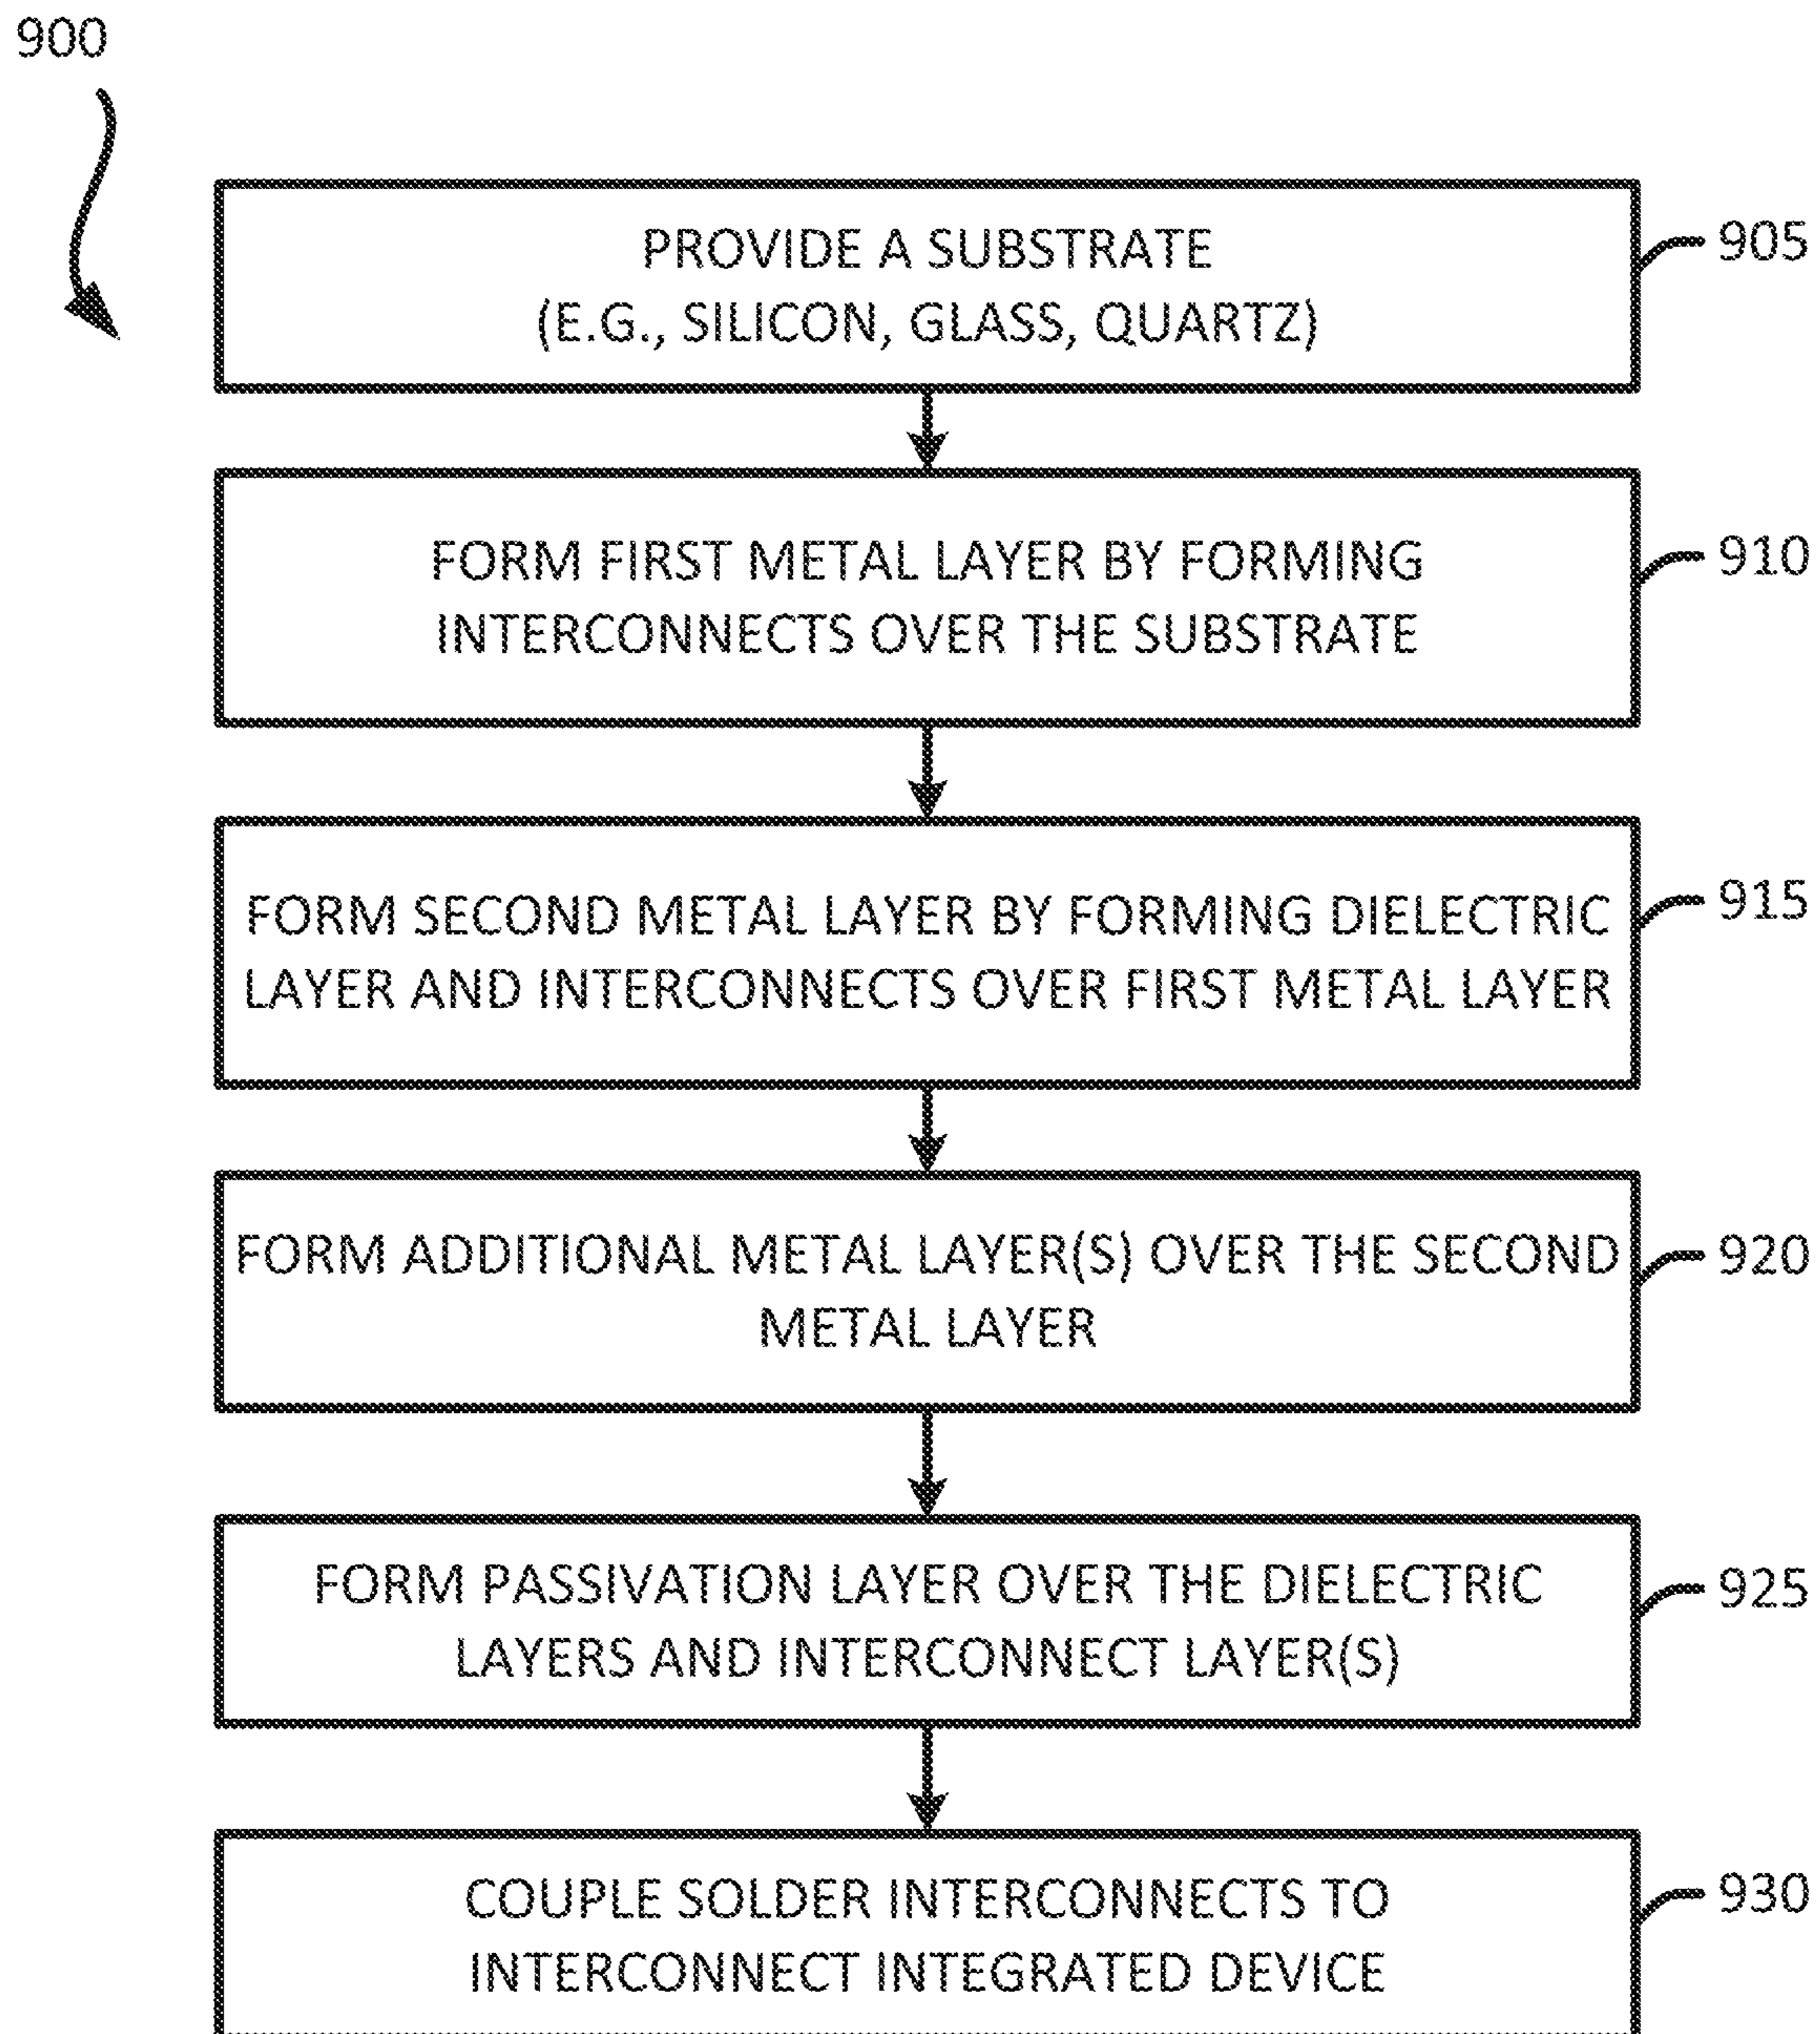 900
PROVIDE A SUBSTRATE
(E.G., SILICON, GLASS, QUARTZ)
905
FORM FIRST METAL LAYER BY FORMING
INTERCONNECTS OVER THE SUBSTRATE
910
FORM SECOND METAL LAYER BY FORMING DIELECTRIC
LAYER AND INTERCONNECTS OVER FIRST METAL LAYER
915
FORM ADDITIONAL METAL LAYER(S) OVER THE SECOND
METAL LAYER
920
FORM PASSIVATION LAYER OVER THE DIELECTRIC
LAYERS AND INTERCONNECT LAYER(S)
925
COUPLE SOLDER INTERCONNECTS TO
INTERCONNECT INTEGRATED DEVICE
930